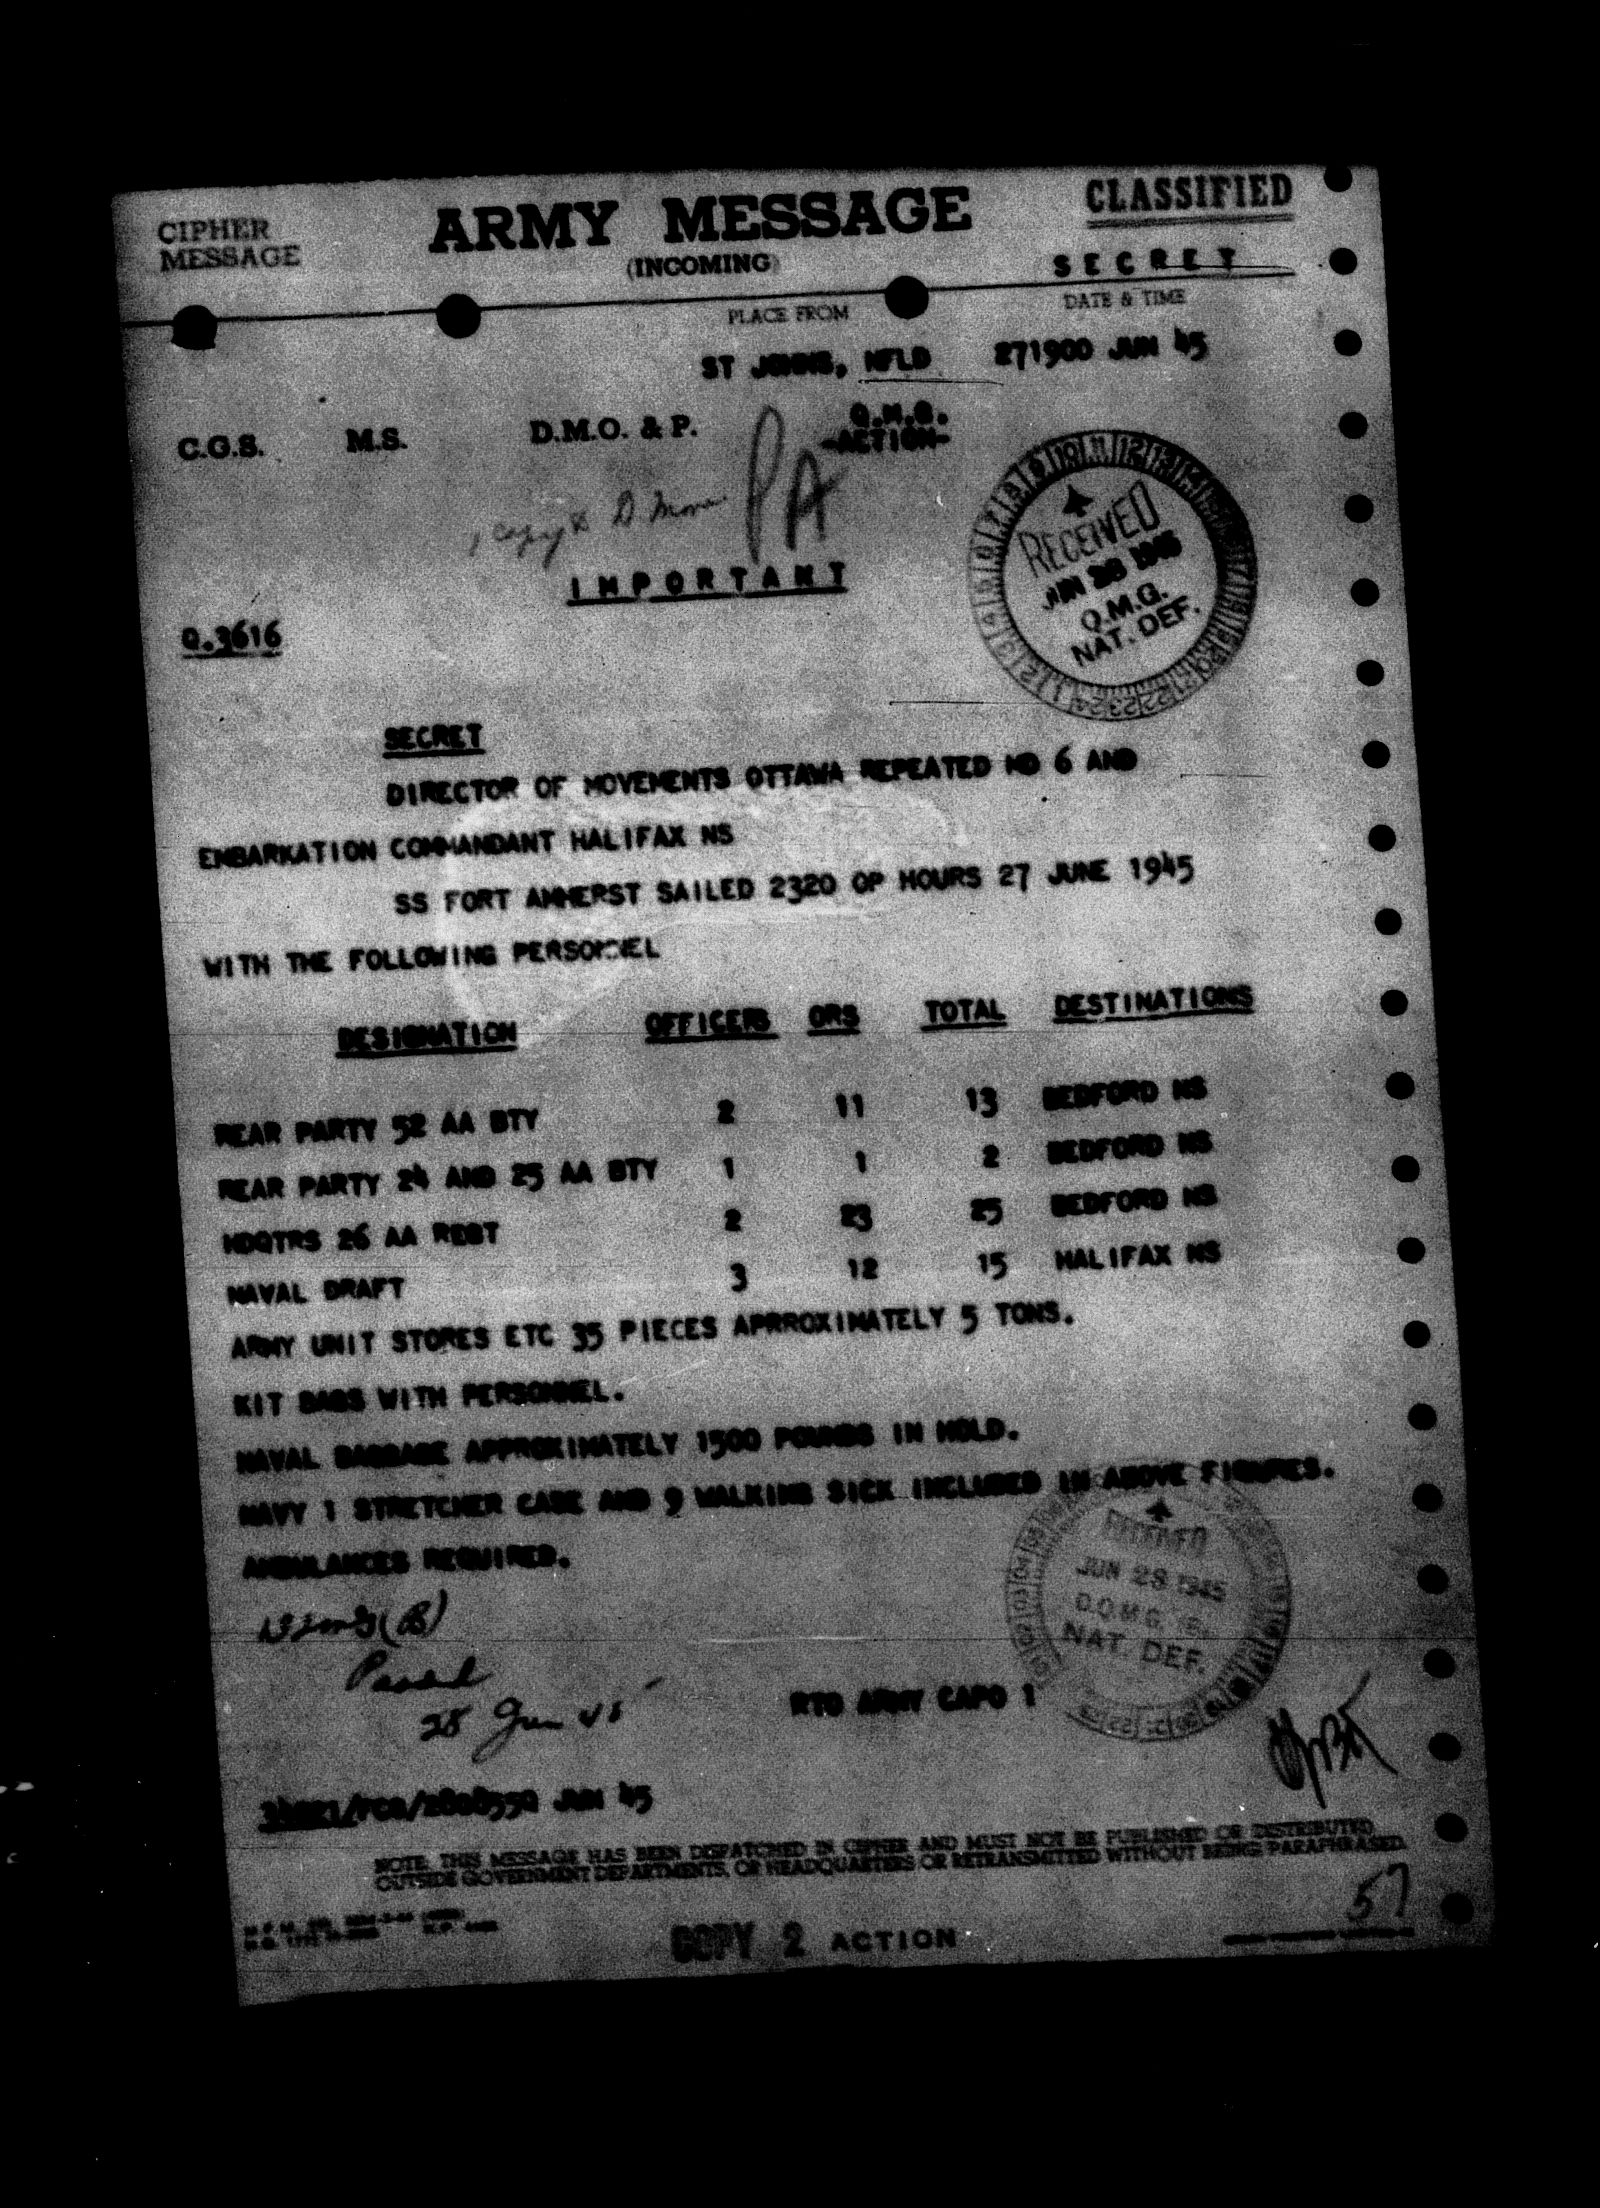 CIPHER
MESSAGE
ARMY MESSAGE
(INCOMING)
CLASSIFIED
SECRET
PLACE FROM
DATE & TIME
ST JOHNS, NFLD 271900 JUN 45
C.G.S. M.S. D.M.O. & P. Q.M.G.
-ACTION-
PA
copy to D.
IMPORTANT
Q.3616
RECEIVED
JUN 28 1945
Q.M.G.
NAT. DEF.
SECRET
DIRECTOR OF MOVEMENTS OTTAWA REPEATED MD 6 AND
EMBARKATION COMMANDANT HALIFAX NS
SS FORT AMHERST SAILED 2320 OP HOURS 27 JUNE 1945
WITH THE FOLLOWING PERSONNEL
DESIGNATION OFFICERS ORS TOTAL DESTINATIONS
REAR PARTY 52 AA BTY 2 11 13 BEDFORD NS
REAR PARTY 24 AND 25 AA BTY 1 1 2 BEDFORD NS
HDQTRS 26 AA REGT 2 23 25 BEDFORD NS
NAVAL DRAFT 3 12 15 HALIFAX NS
ARMY UNIT STORES ETC 35 PIECES APRROXIMATELY 5 TONS.
KIT BAGS WITH PERSONNEL.
NAVAL BAGGAGE APPROXIMATELY 1500 POUNDS IN HOLD.
NAVY 1 STRETCHER CASE AND 9 WALKING SICK INCLUDED IN ABOVE FIGURES.
AMBULANCES REQUIRED.
RECEIVED
JUN 28 1945
D.Q.M.G.
NAT. DEF.
28 Jun 45
RTO ARMY CAPO 1
JUN 45
NOTE. THIS MESSAGE HAS BEEN DISPATCHED IN CIPHER AND MUST NOT BE PUBLISHED OR DISTRIBUTED
OUTSIDE GOVERNMENT DEPARTMENTS, OR HEADQUARTERS OR RETRANSMITTED WITHOUT BEING PARAPHRASED.
57
COPY 2 ACTION